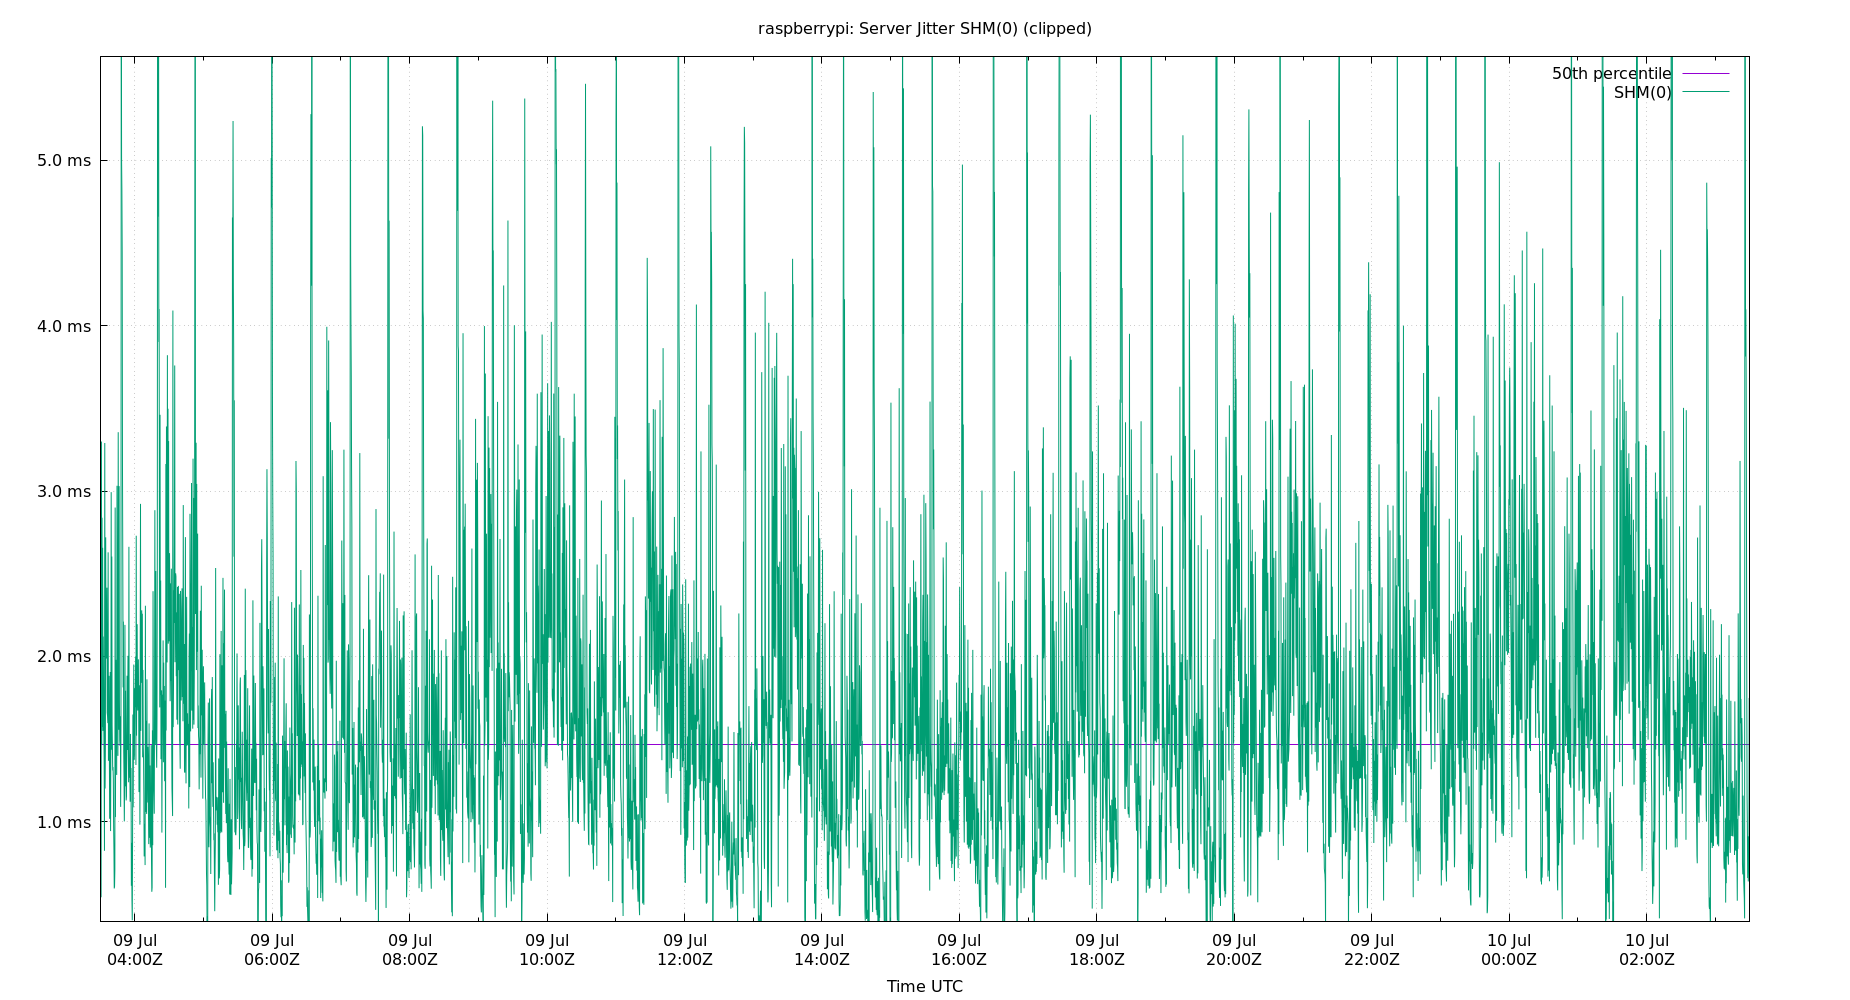 raspberrypi: Server Jitter SHM(0) (clipped)
50th percentile
SHM(0)
5.0 ms
4.0 ms
3.0 ms
2.0 ms
1.0 ms
09 Jul 09 Jul 09 Jul 09 Jul 09 Jul 09 Jul 09 Jul 09 Jul 09 Jul 09 Jul 10 Jul 10 Jul
04:00Z 06:00Z 08:00Z 10:00Z 12:00Z 14:00Z 16:00Z 18:00Z 20:00Z 22:00Z 00:00Z 02:00Z
Time UTC